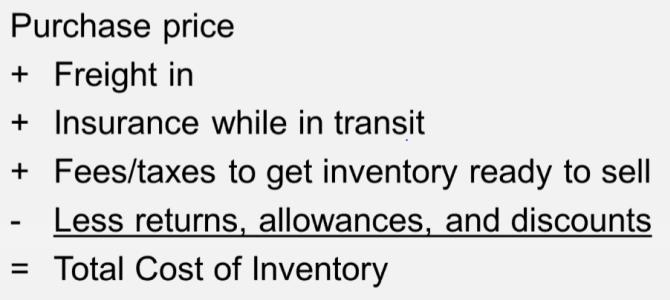 Purchase price
+ Freight in
+ Insurance while in transit
+ Fees/taxes to get inventory ready to sell
- Less returns, allowances, and discounts
= Total Cost of Inventory